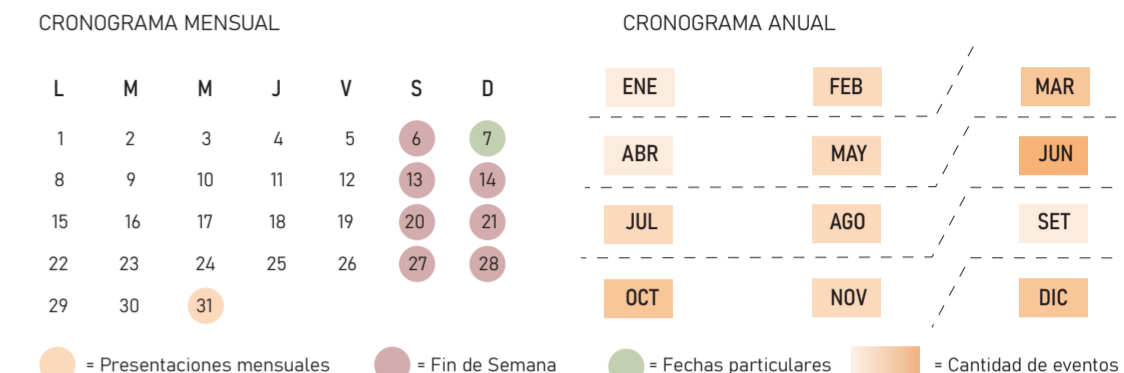 CRONOGRAMA MENSUAL
L M M J V S D
1 2 3 4 5 6 7
8 9 10 11 12 13 14
15 16 17 18 19 20 21
22 23 24 25 26 27 28
29 30 31
CRONOGRAMA ANUAL
ENE FEB MAR
ABR MAY JUN
JUL AGO SET
OCT NOV DIC
= Presentaciones mensuales = Fin de Semana = Fechas particulares = Cantidad de eventos